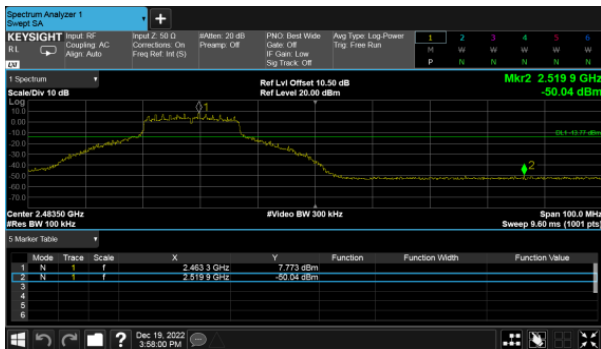 Spectrum Analyzer 1
Swept SA
+
KEYSIGHT Input: RF Input Z: 50 Ω #Atten: 20 dB PNO: Best Wide Avg Type: Log-Power 1 2 3 4 5 6
RL Coupling: AC Corrections: On Preamp: Off Gate: Off Trig: Free Run M W W W W W
Align: Auto Freq Ref: Int (S) IF Gain: Low P N N N N N
LXI Sig Track: Off
1 Spectrum Ref Lvl Offset 10.50 dB Mkr2 2.519 9 GHz
Scale/Div 10 dB Ref Level 20.00 dBm -50.04 dBm
Log
10.0 1
0.00
-10.0 DL1 -13.77 dBm
-20.0
-30.0
-40.0 2
-50.0
-60.0
-70.0
Center 2.48350 GHz #Video BW 300 kHz Span 100.0 MHz
#Res BW 100 kHz Sweep 9.60 ms (1001 pts)
5 Marker Table
Mode Trace Scale X Y Function Function Width Function Value
1 N 1 f 2.463 3 GHz 7.773 dBm
2 N 1 f 2.519 9 GHz -50.04 dBm
3
4
5
6
? Dec 19, 2022
3:58:00 PM